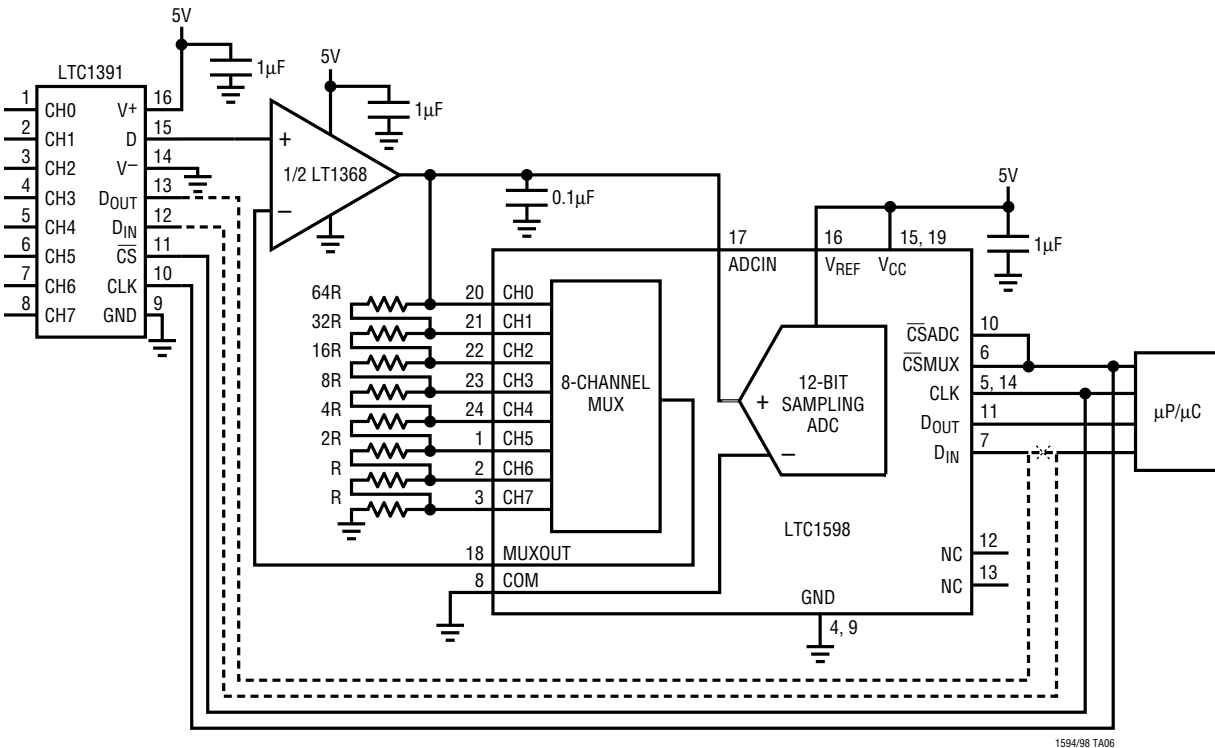 5V
1µF
LTC1391
1 CH0
2 CH1
3 CH2
4 CH3
5 CH4
6 CH5
7 CH6
8 CH7
V+ 16
D 15
V– 14
DOUT 13
DIN 12
CS 11
CLK 10
GND 9
5V
1µF
+
1/2 LT1368
–
0.1µF
5V
1µF
17 ADCIN
16 VREF
15, 19 VCC
64R
32R
16R
8R
4R
2R
R
R
20 CH0
21 CH1
22 CH2
23 CH3
24 CH4
1 CH5
2 CH6
3 CH7
8-CHANNEL
MUX
18 MUXOUT
8 COM
+
12-BIT
SAMPLING
ADC
–
CSADC 10
CSMUX 6
CLK 5, 14
DOUT 11
DIN 7
µP/µC
LTC1598
NC 12
NC 13
GND
4, 9
1594/98 TA06